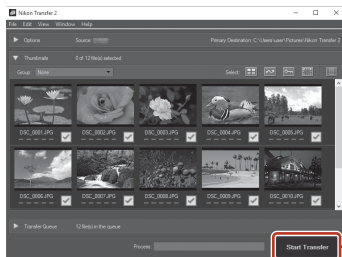 Nikon Transfer 2
File Edit View Window Help
Options Source: Primary Destination: C:\Users\user\Pictures\Nikon Transfer 2
Thumbnails 0 of 12 file(s) selected
Group: None Select:
DSC_0001.JPG DSC_0002.JPG DSC_0003.JPG DSC_0004.JPG DSC_0005.JPG
DSC_0006.JPG DSC_0007.JPG DSC_0008.JPG DSC_0009.JPG DSC_0010.JPG
Transfer Queue 12 file(s) in the queue
Process: Start Transfer